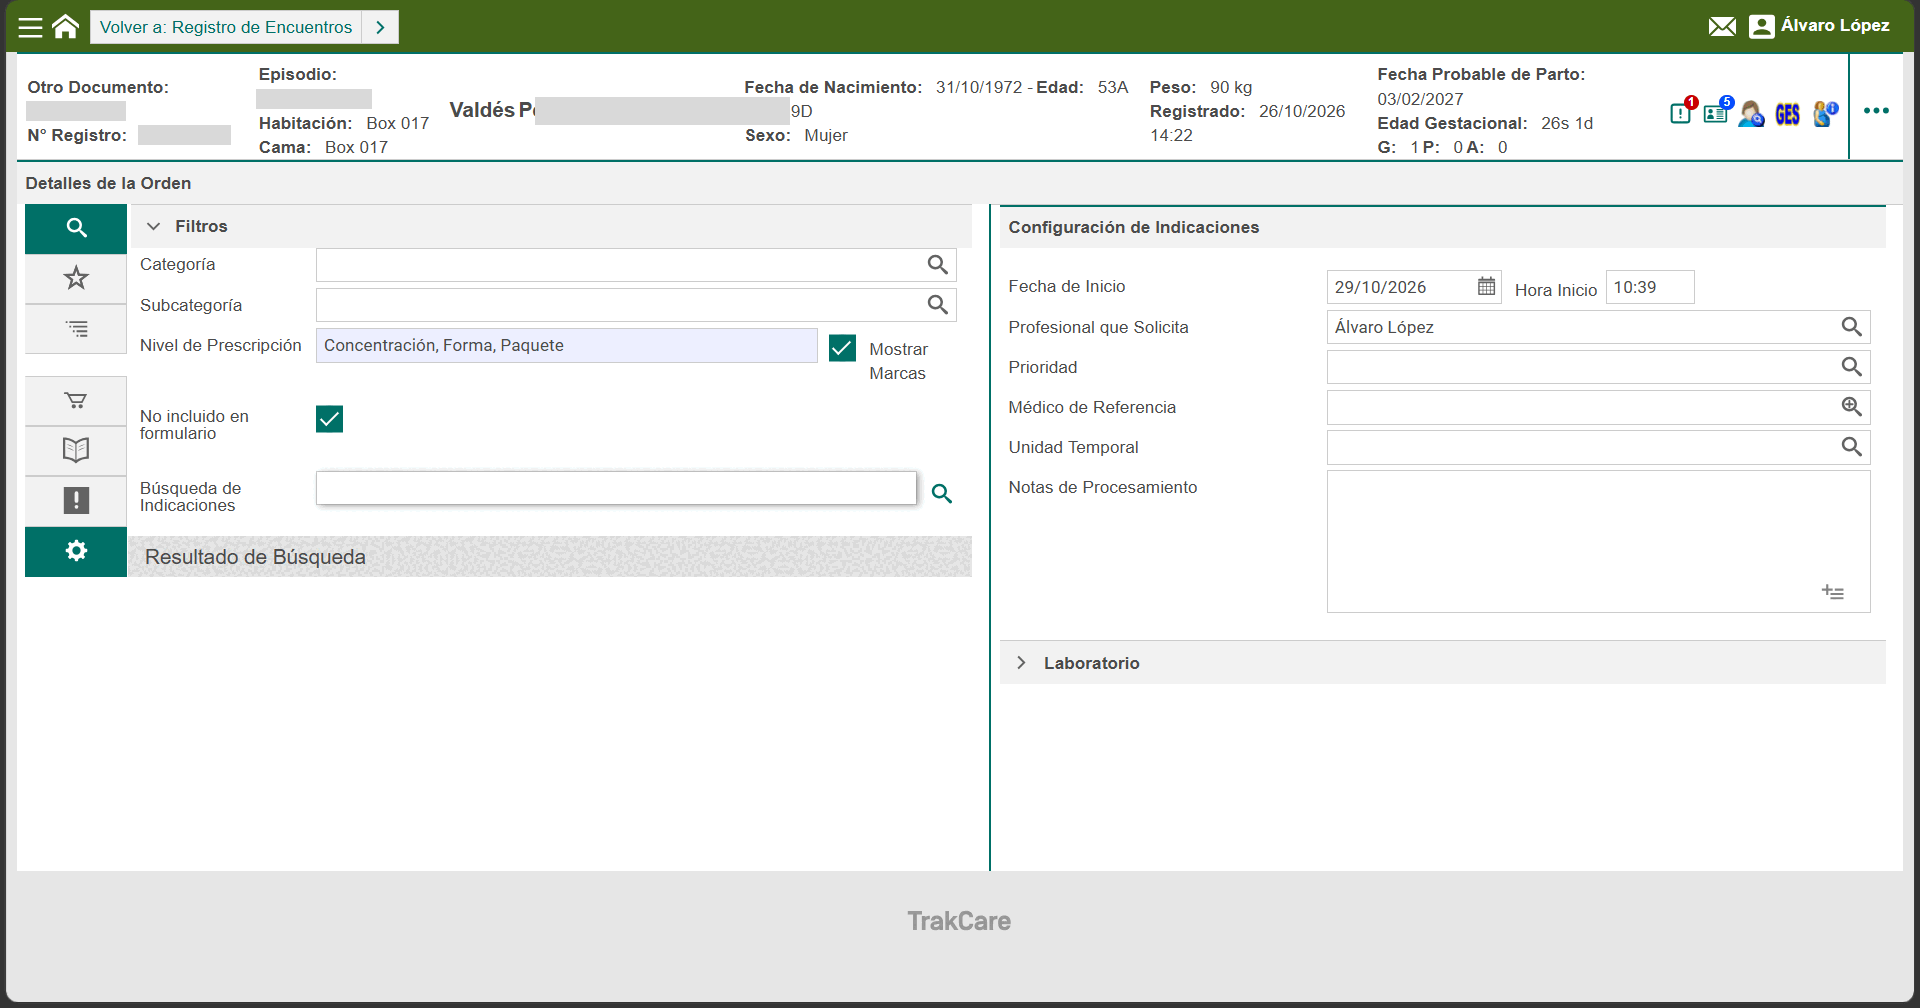 Volver a: Registro de Encuentros
Álvaro López
Otro Documento:
N° Registro:
Episodio:
Habitación: Box 017
Cama: Box 017
Valdés P
Fecha de Nacimiento: 31/10/1972 - Edad: 53A
9D
Sexo: Mujer
Peso: 90 kg
Registrado: 26/10/2026
14:22
Fecha Probable de Parto:
03/02/2027
Edad Gestacional: 26s 1d
G: 1 P: 0 A: 0
1
5
GES
Detalles de la Orden
Filtros
Categoría
Subcategoría
Nivel de Prescripción Concentración, Forma, Paquete
Mostrar
Marcas
No incluido en
formulario
Búsqueda de
Indicaciones
Resultado de Búsqueda
Configuración de Indicaciones
Fecha de Inicio 29/10/2026 Hora Inicio 10:39
Profesional que Solicita Álvaro López
Prioridad
Médico de Referencia
Unidad Temporal
Notas de Procesamiento
Laboratorio
TrakCare